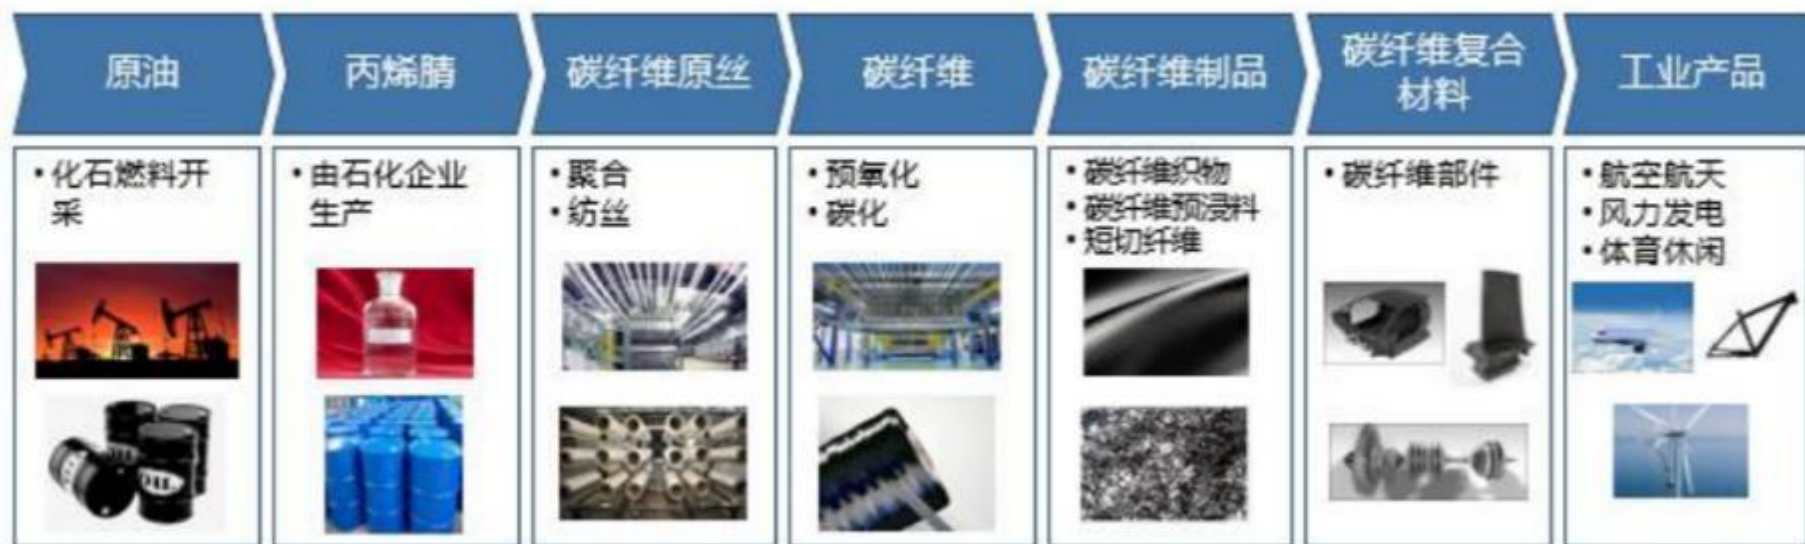 原油
丙烯腈
碳纤维原丝
碳纤维
碳纤维制品
碳纤维复合
材料
工业产品
•化石燃料开
采
•由石化企业
生产
•聚合
•纺丝
•预氧化
•碳化
•碳纤维织物
•碳纤维预浸料
•短切纤维
•碳纤维部件
•航空航天
•风力发电
•体育休闲
OIL